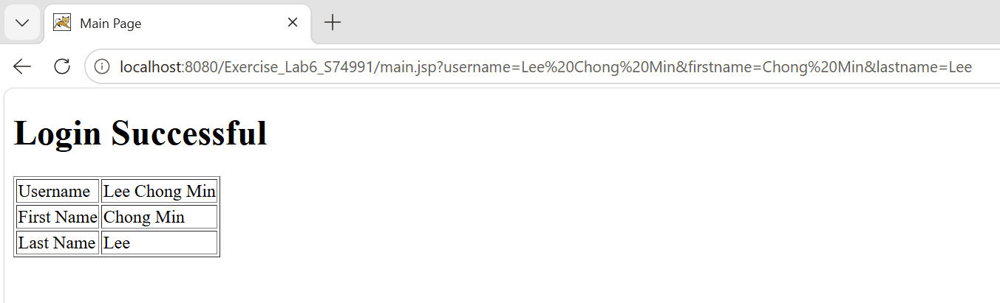 Main Page
localhost:8080/Exercise_Lab6_S74991/main.jsp?username=Lee%20Chong%20Min&firstname=Chong%20Min&lastname=Lee
Login Successful
Username Lee Chong Min
First Name Chong Min
Last Name Lee